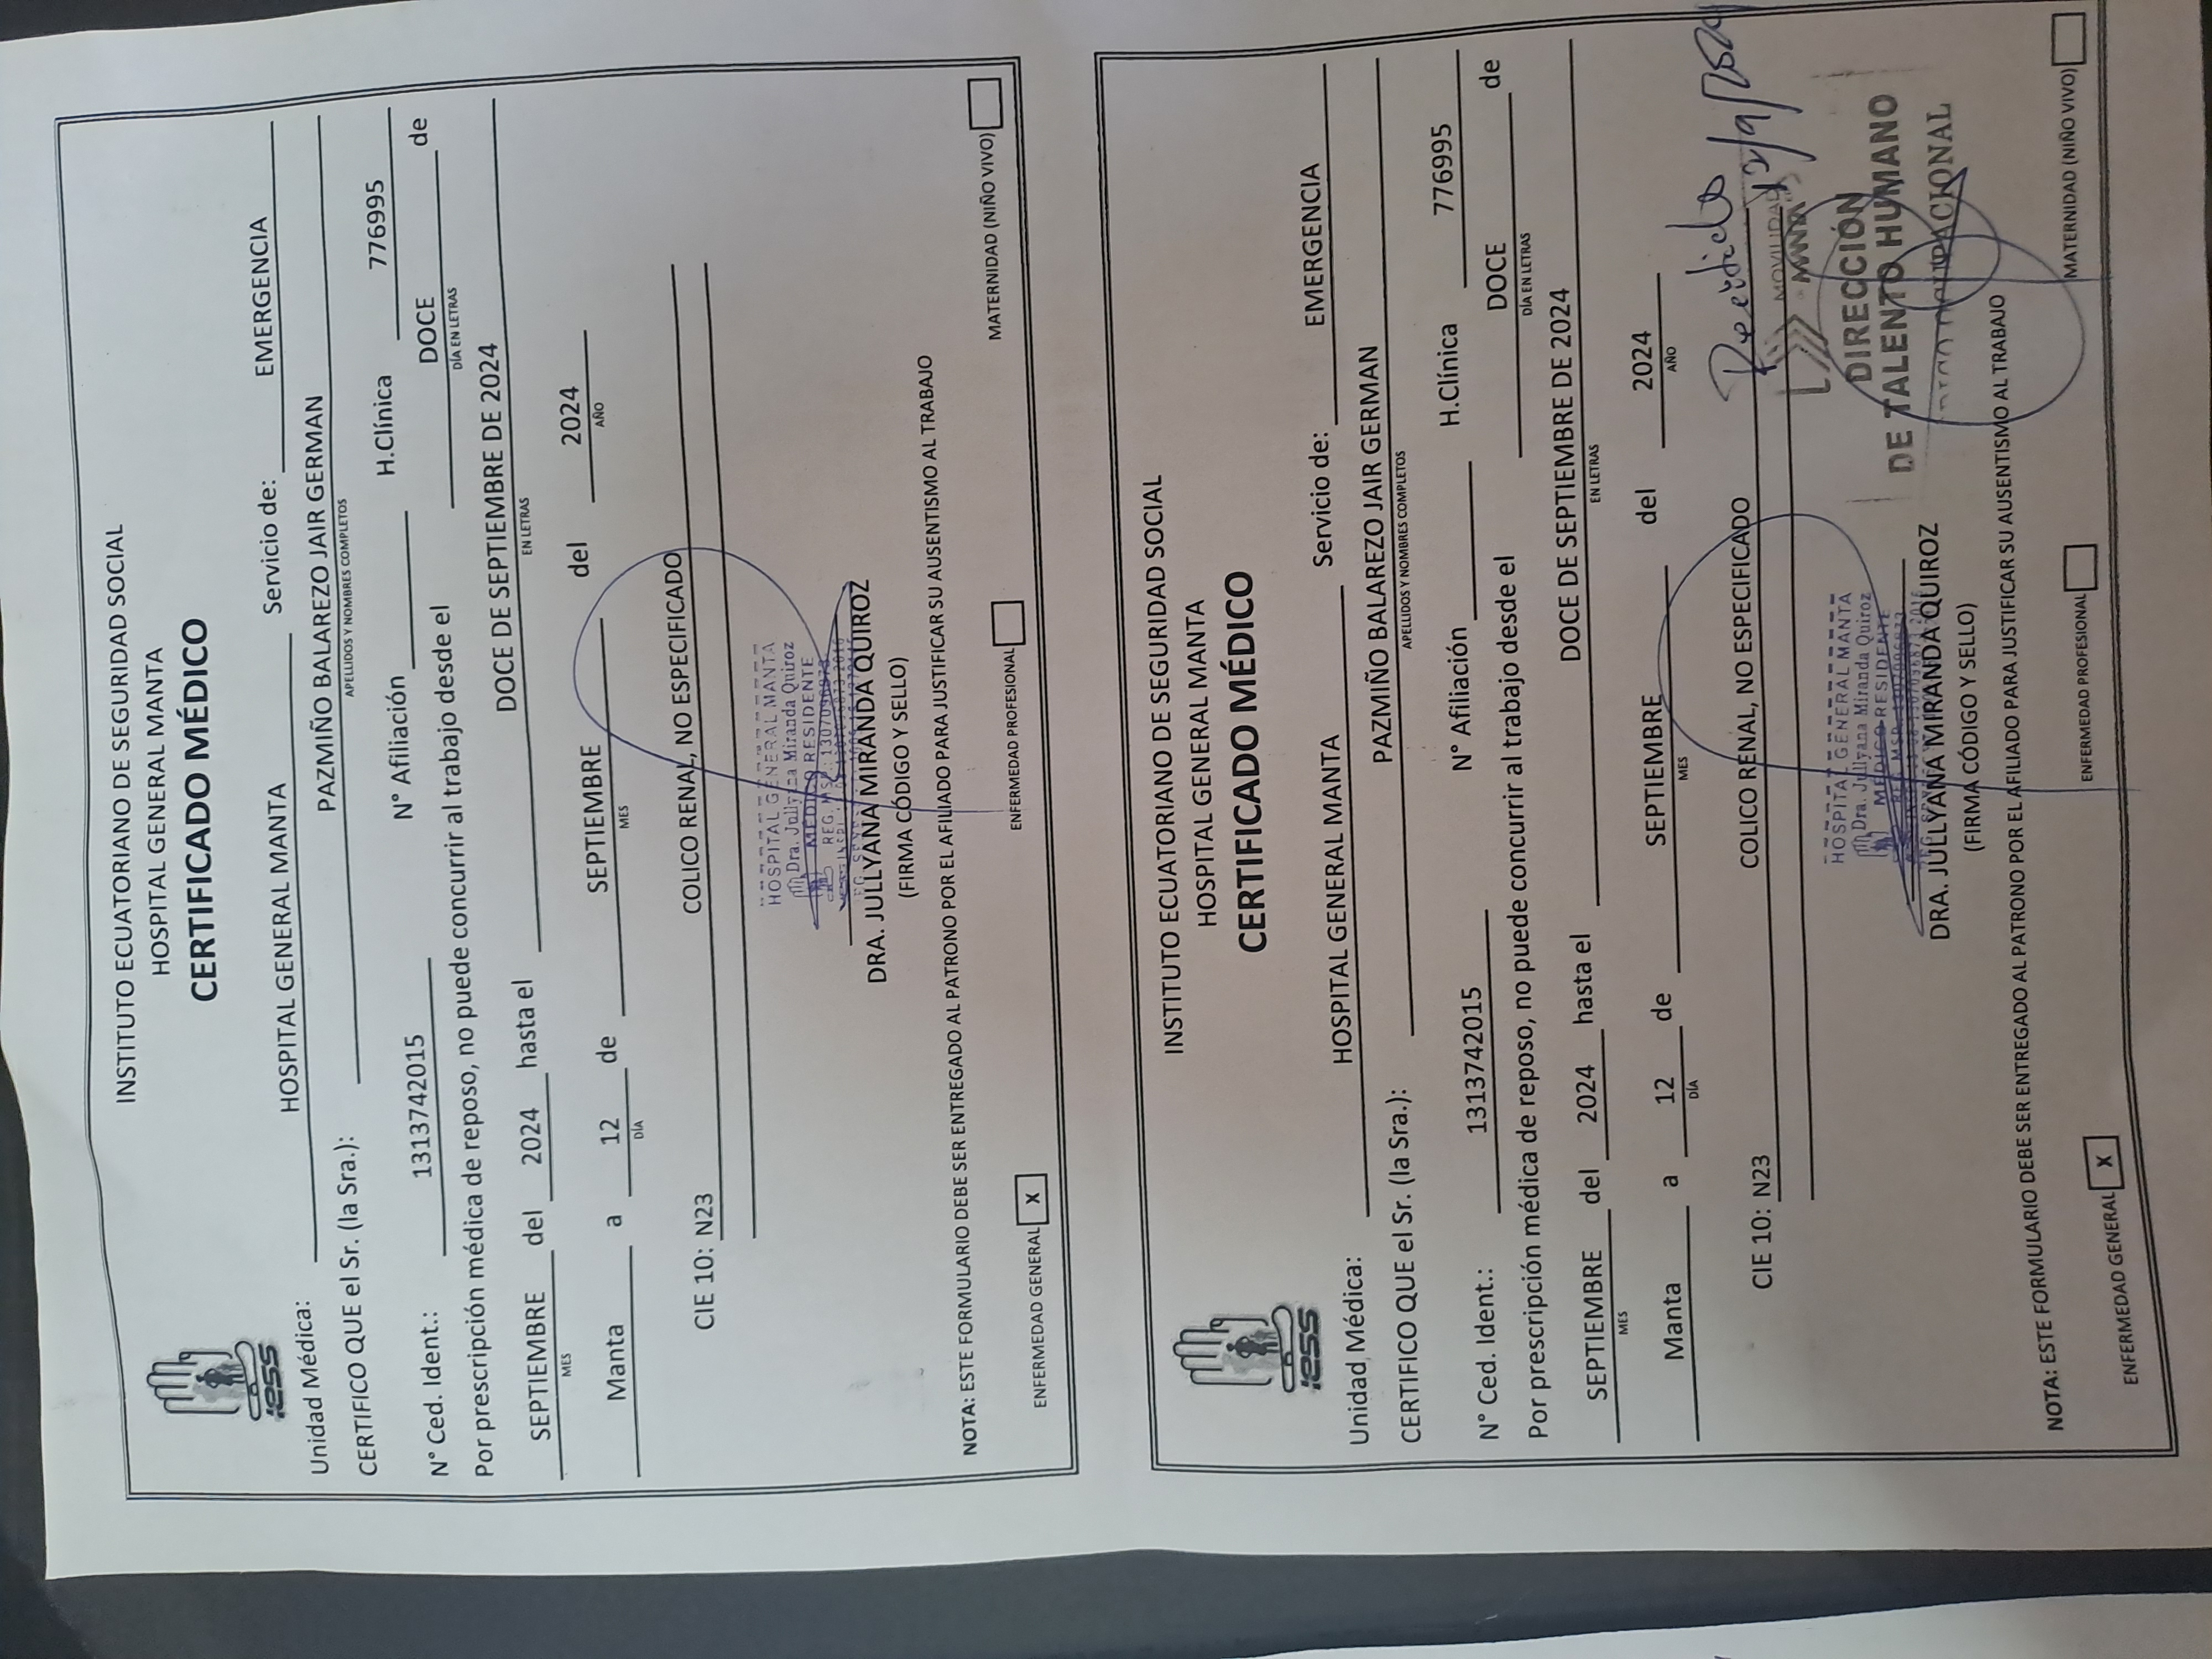 INSTITUTO ECUATORIANO DE SEGURIDAD SOCIAL
HOSPITAL GENERAL MANTA
CERTIFICADO MÉDICO
iess
Unidad Médica: HOSPITAL GENERAL MANTA Servicio de: EMERGENCIA
CERTIFICO QUE el Sr. (la Sra.): PAZMIÑO BALAREZO JAIR GERMAN
APELLIDOS Y NOMBRES COMPLETOS
N° Ced. Ident.: 1313742015 N° Afiliación H.Clínica 776995
Por prescripción médica de reposo, no puede concurrir al trabajo desde el DOCE de
DÍA EN LETRAS
SEPTIEMBRE del 2024 hasta el DOCE DE SEPTIEMBRE DE 2024
MES EN LETRAS
Manta a 12 de SEPTIEMBRE del 2024
DÍA MES AÑO
CIE 10: N23 COLICO RENAL, NO ESPECIFICADO
HOSPITAL GENERAL MANTA
Dra. Jullyana Miranda Quiroz
MÉDICO RESIDENTE
REG. MSP.: 1307096873
DRA. JULLYANA MIRANDA QUIROZ
(FIRMA CÓDIGO Y SELLO)
NOTA: ESTE FORMULARIO DEBE SER ENTREGADO AL PATRONO POR EL AFILIADO PARA JUSTIFICAR SU AUSENTISMO AL TRABAJO
ENFERMEDAD GENERAL X ENFERMEDAD PROFESIONAL MATERNIDAD (NIÑO VIVO)
INSTITUTO ECUATORIANO DE SEGURIDAD SOCIAL
HOSPITAL GENERAL MANTA
CERTIFICADO MÉDICO
iess
Unidad Médica: HOSPITAL GENERAL MANTA Servicio de: EMERGENCIA
CERTIFICO QUE el Sr. (la Sra.): PAZMIÑO BALAREZO JAIR GERMAN
APELLIDOS Y NOMBRES COMPLETOS
N° Ced. Ident.: 1313742015 N° Afiliación H.Clínica 776995
Por prescripción médica de reposo, no puede concurrir al trabajo desde el DOCE de
DÍA EN LETRAS
SEPTIEMBRE del 2024 hasta el DOCE DE SEPTIEMBRE DE 2024
MES EN LETRAS
Manta a 12 de SEPTIEMBRE del 2024
DÍA MES AÑO
Recibido
12/9/2024
CIE 10: N23 COLICO RENAL, NO ESPECIFICADO
MOVILIDAD
MANTA
DIRECCIÓN
DE TALENTO HUMANO
OCUPACIONAL
HOSPITAL GENERAL MANTA
Dra. Jullyana Miranda Quiroz
MÉDICO RESIDENTE
REG. MSP.: 1307096873
DRA. JULLYANA MIRANDA QUIROZ
(FIRMA CÓDIGO Y SELLO)
NOTA: ESTE FORMULARIO DEBE SER ENTREGADO AL PATRONO POR EL AFILIADO PARA JUSTIFICAR SU AUSENTISMO AL TRABAJO
ENFERMEDAD GENERAL X ENFERMEDAD PROFESIONAL MATERNIDAD (NIÑO VIVO)